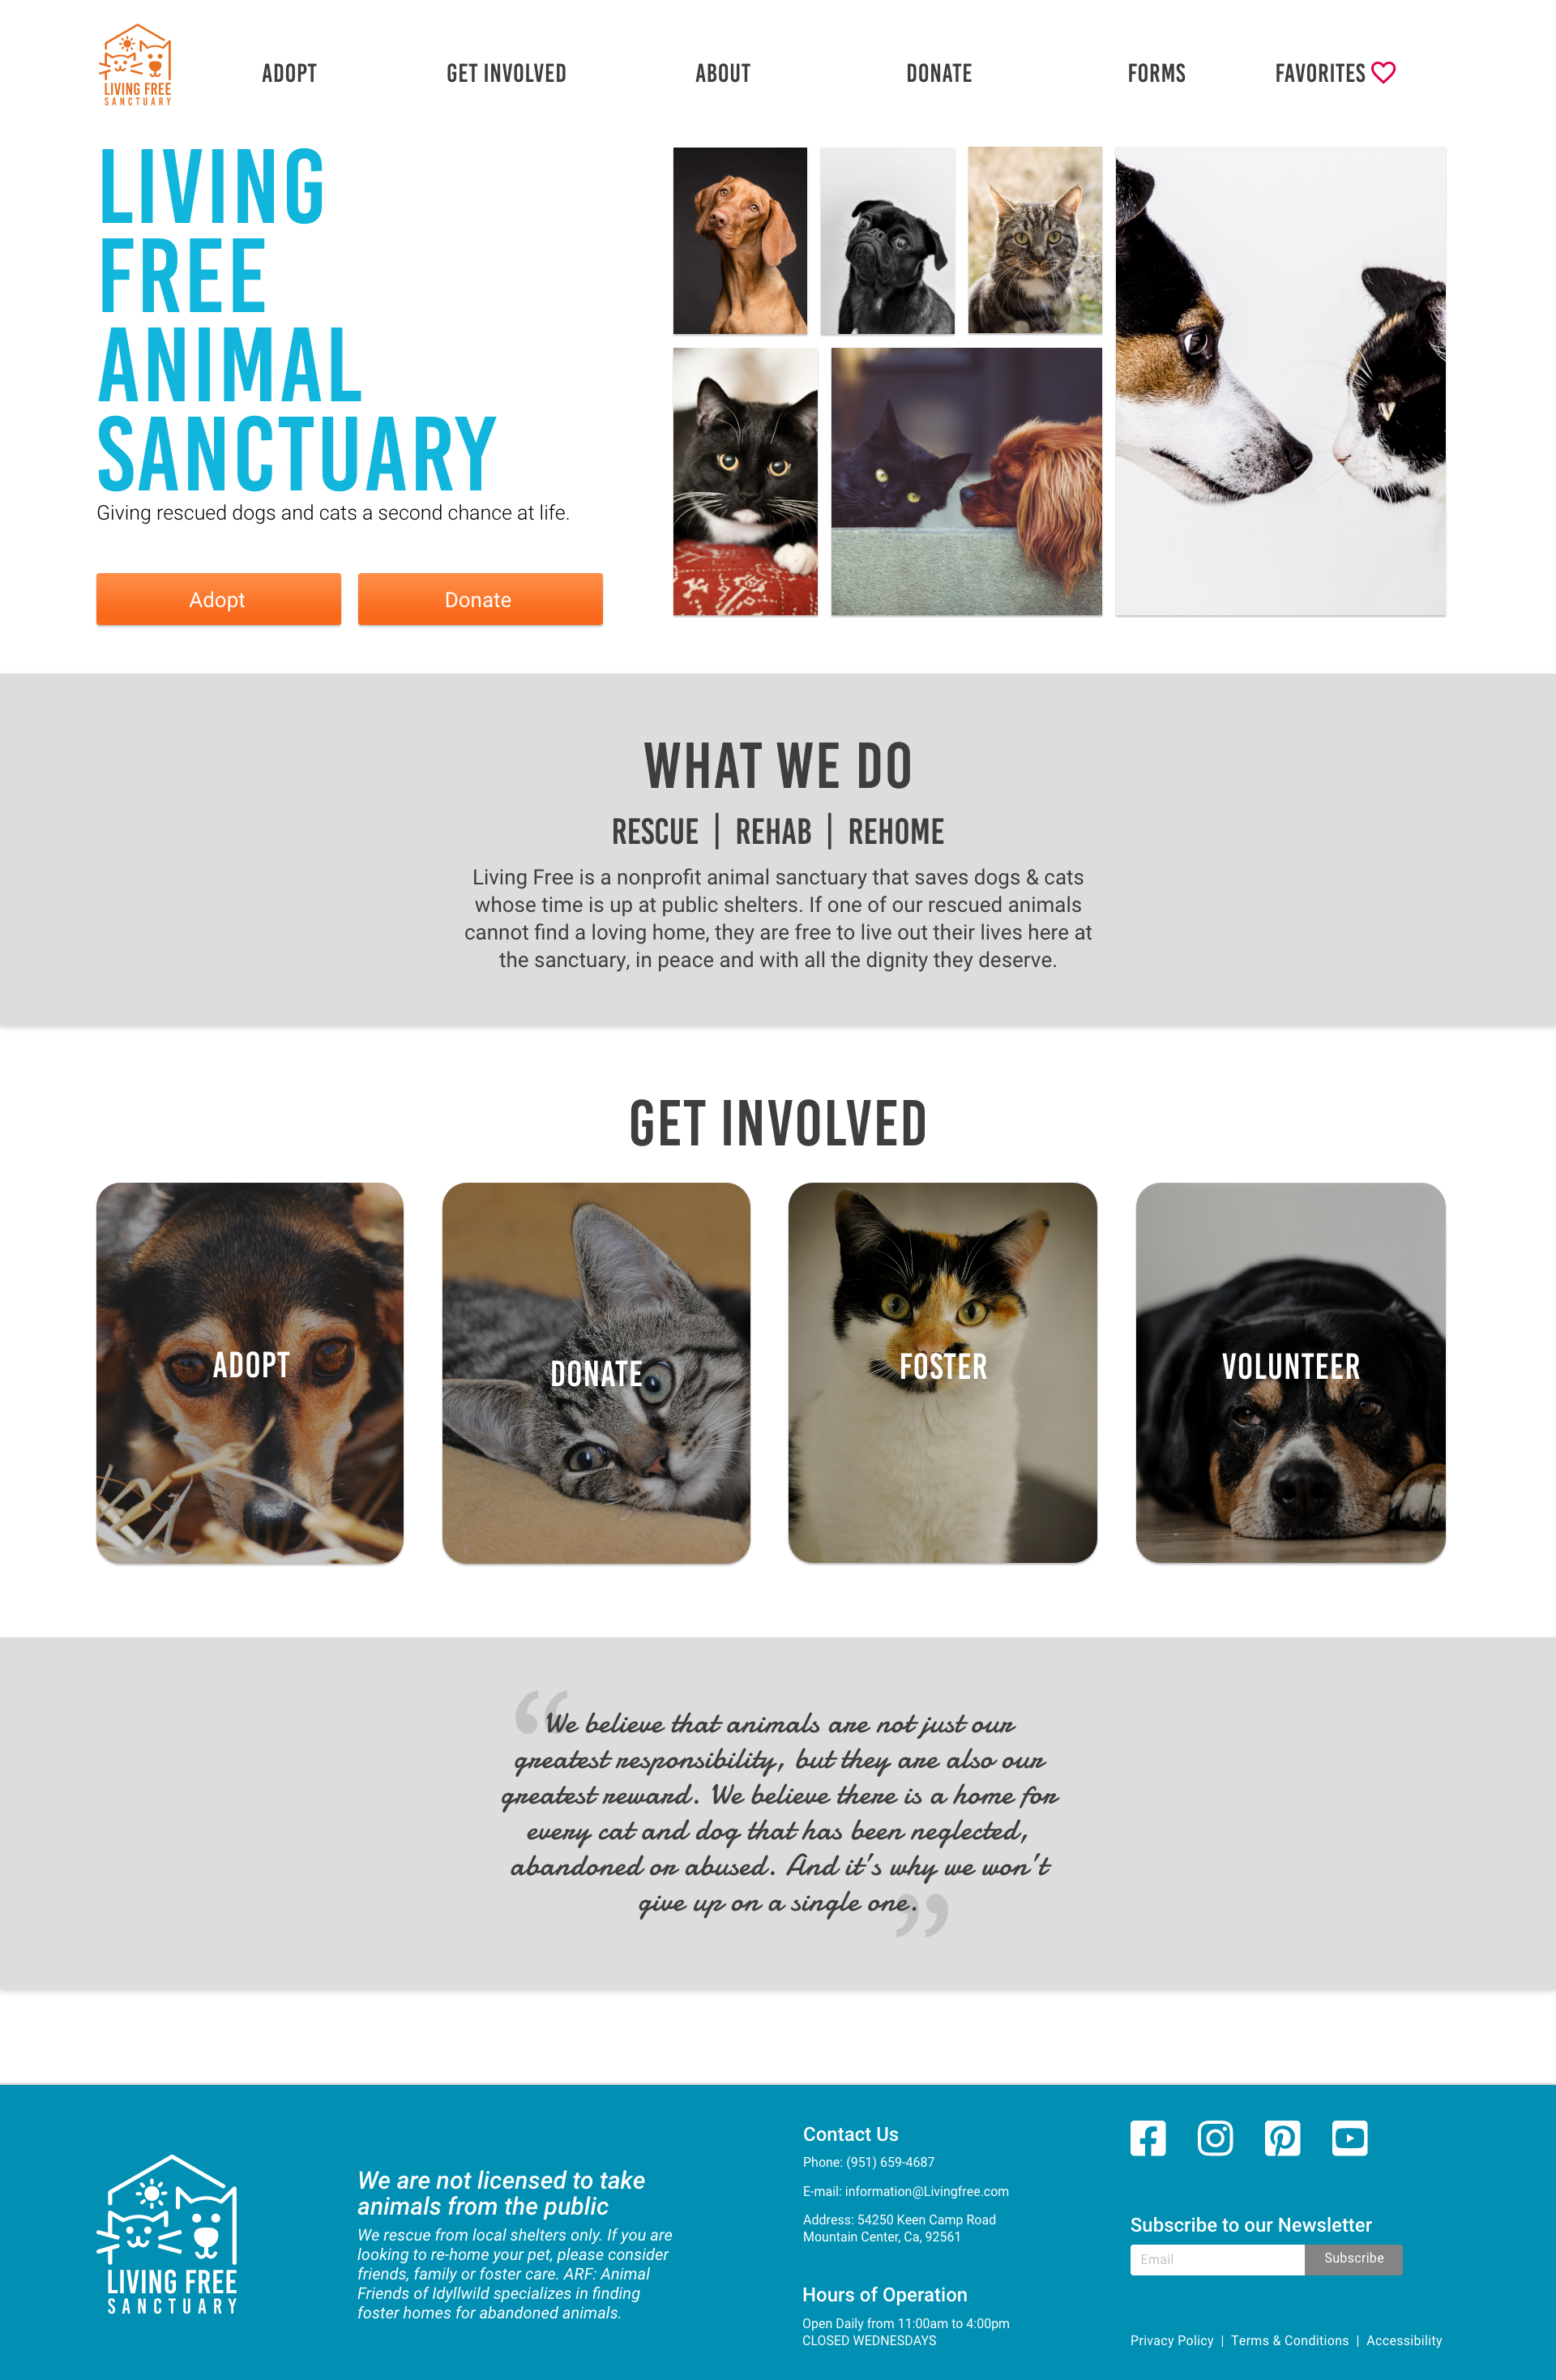 LIVING FREE
SANCTUARY
ADOPT
GET INVOLVED
ABOUT
DONATE
FORMS
FAVORITES
LIVING
FREE
ANIMAL
SANCTUARY
Giving rescued dogs and cats a second chance at life.
Adopt
Donate
WHAT WE DO
RESCUE | REHAB | REHOME
Living Free is a nonprofit animal sanctuary that saves dogs & cats
whose time is up at public shelters. If one of our rescued animals
cannot find a loving home, they are free to live out their lives here at
the sanctuary, in peace and with all the dignity they deserve.
GET INVOLVED
ADOPT
DONATE
FOSTER
VOLUNTEER
“We believe that animals are not just our
greatest responsibility, but they are also our
greatest reward. We believe there is a home for
every cat and dog that has been neglected,
abandoned or abused. And it's why we won't
give up on a single one.”
LIVING FREE
SANCTUARY
We are not licensed to take
animals from the public
We rescue from local shelters only. If you are
looking to re-home your pet, please consider
friends, family or foster care. ARF: Animal
Friends of Idyllwild specializes in finding
foster homes for abandoned animals.
Contact Us
Phone: (951) 659-4687
E-mail: information@Livingfree.com
Address: 54250 Keen Camp Road
Mountain Center, Ca, 92561
Hours of Operation
Open Daily from 11:00am to 4:00pm
CLOSED WEDNESDAYS
Subscribe to our Newsletter
Email
Subscribe
Privacy Policy | Terms & Conditions | Accessibility